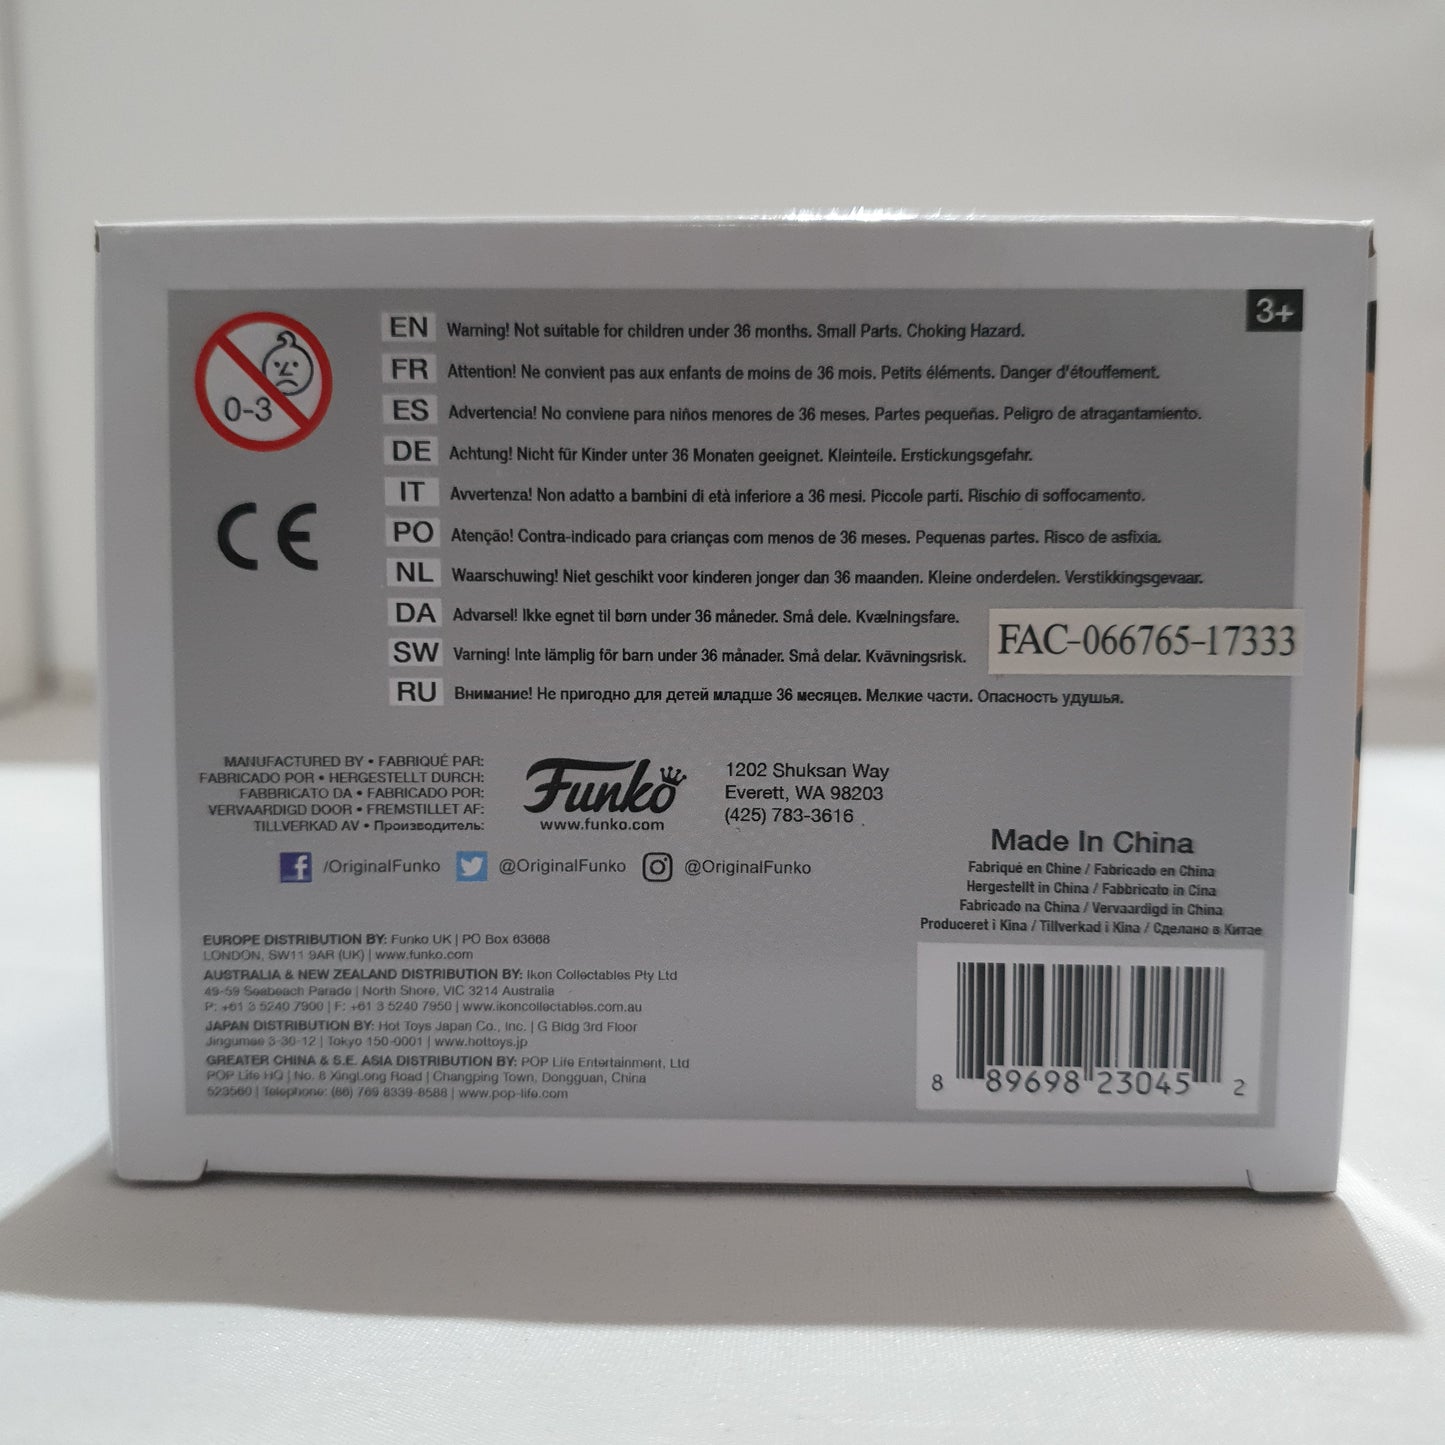 3+
0-3
EN Warning! Not suitable for children under 36 months. Small Parts. Choking Hazard.
FR Attention! Ne convient pas aux enfants de moins de 36 mois. Petits éléments. Danger d'étouffement.
ES Advertencia! No conviene para niños menores de 36 meses. Partes pequeñas. Peligro de atragantamiento.
DE Achtung! Nicht für Kinder unter 36 Monaten geeignet. Kleinteile. Erstickungsgefahr.
IT Avvertenza! Non adatto a bambini di età inferiore a 36 mesi. Piccole parti. Rischio di soffocamento.
PO Atenção! Contra-indicado para crianças com menos de 36 meses. Pequenas partes. Risco de asfixia.
NL Waarschuwing! Niet geschikt voor kinderen jonger dan 36 maanden. Kleine onderdelen. Verstikkingsgevaar.
DA Advarsel! Ikke egnet til børn under 36 måneder. Små dele. Kvælningsfare.
SW Varning! Inte lämplig för barn under 36 månader. Små delar. Kvävningsrisk.
RU Внимание! Не пригодно для детей младше 36 месяцев. Мелкие части. Опасность удушья.
CE
FAC-066765-17333
MANUFACTURED BY • FABRIQUÉ PAR:
FABRICADO POR • HERGESTELLT DURCH:
FABBRICATO DA • FABRICADO POR:
VERVAARDIGD DOOR • FREMSTILLET AF:
TILLVERKAD AV • Производитель:
Funko
www.funko.com
1202 Shuksan Way
Everett, WA 98203
(425) 783-3616
/OriginalFunko @OriginalFunko @OriginalFunko
EUROPE DISTRIBUTION BY: Funko UK | PO Box 63668
LONDON, SW11 9AR (UK) | www.funko.com
AUSTRALIA & NEW ZEALAND DISTRIBUTION BY: Ikon Collectables Pty Ltd
49-59 Seabeach Parade | North Shore, VIC 3214 Australia
P: +61 3 5240 7900 | F: +61 3 5240 7950 | www.ikoncollectables.com.au
JAPAN DISTRIBUTION BY: Hot Toys Japan Co., Inc. | G Bldg 3rd Floor
Jingumae 3-30-12 | Tokyo 150-0001 | www.hottoys.jp
GREATER CHINA & S.E. ASIA DISTRIBUTION BY: POP Life Entertainment, Ltd
POP Life HQ | No. 6 XingLong Road | Changping Town, Dongguan, China
523560 | Telephone: (86) 769 8339-8588 | www.pop-life.com
Made In China
Fabriqué en Chine / Fabricado en China
Hergestellt in China / Fabbricato in Cina
Fabricado na China / Vervaardigd in China
Produceret i Kina / Tillverkad i Kina / Сделано в Китае
8 89698 23045 2